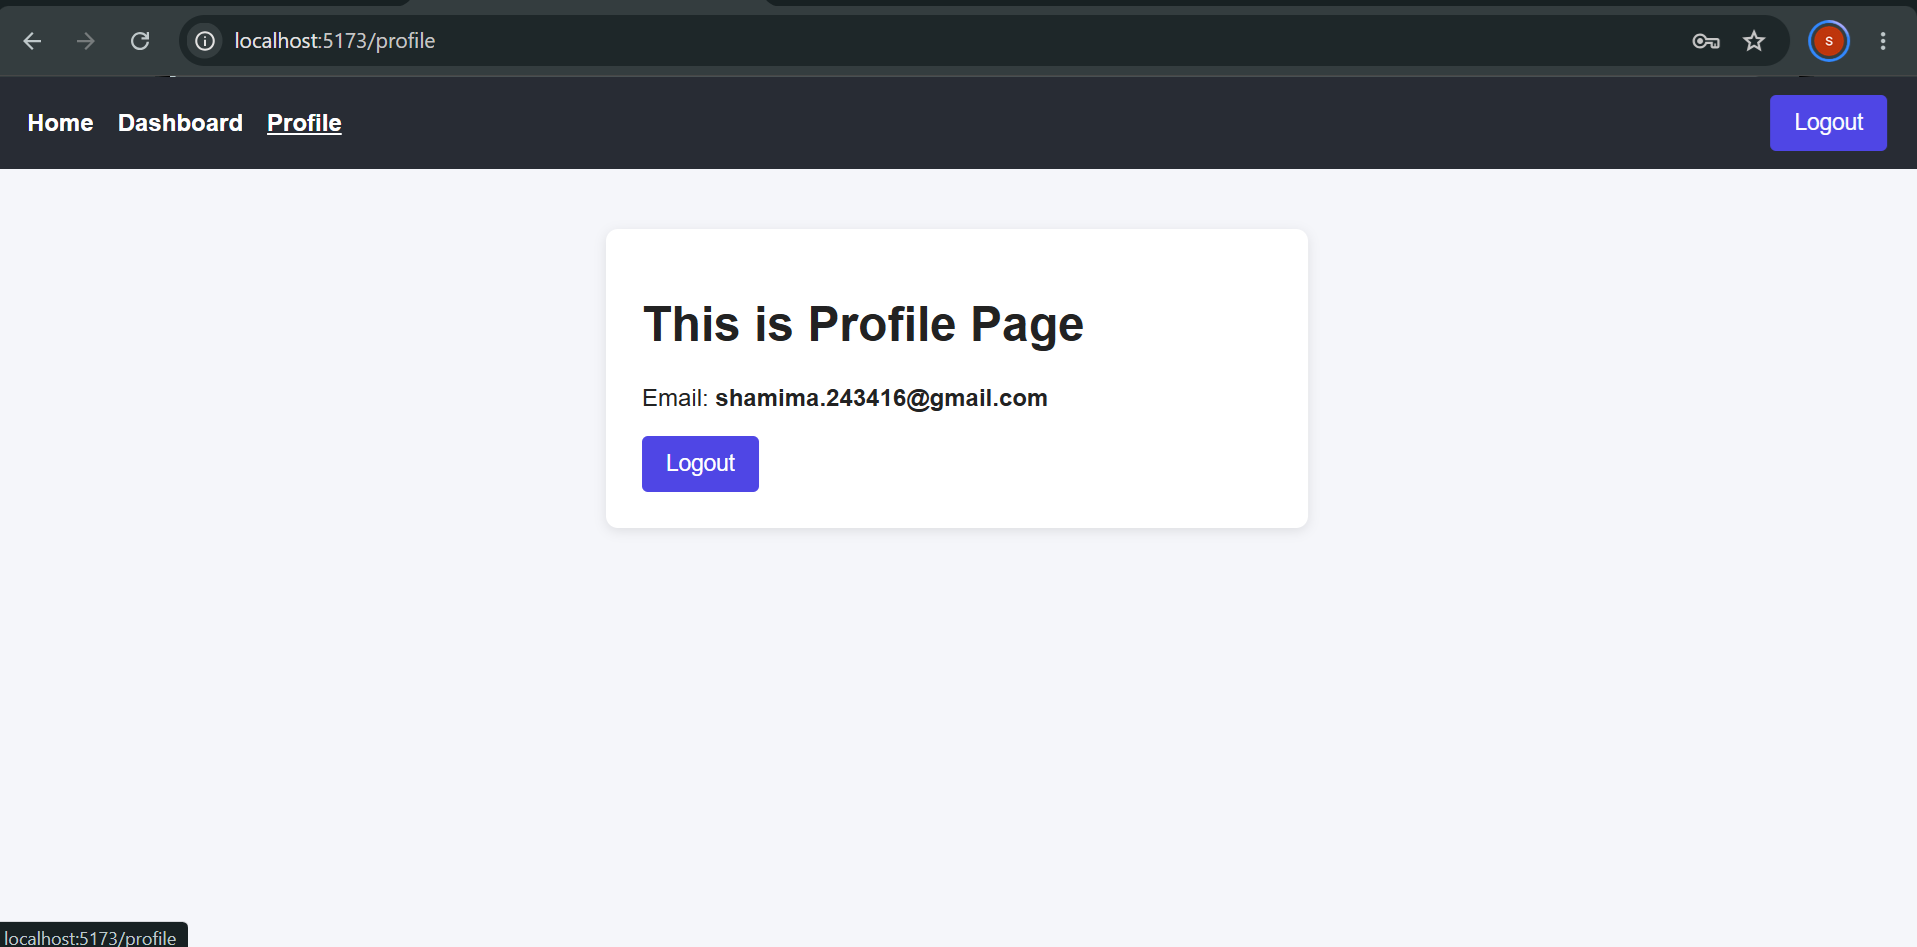 localhost:5173/profile
S
Home Dashboard Profile Logout
This is Profile Page
Email: shamima.243416@gmail.com
Logout
localhost:5173/profile